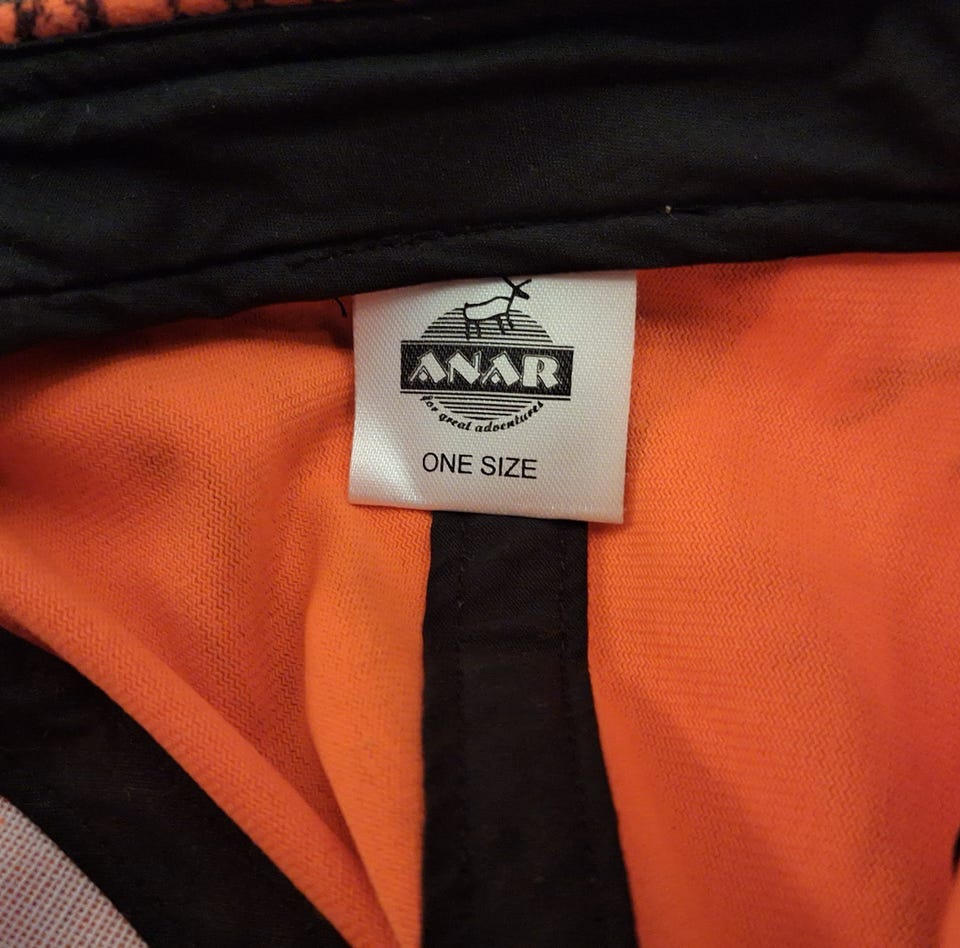 ANAR
for great adventures
ONE SIZE